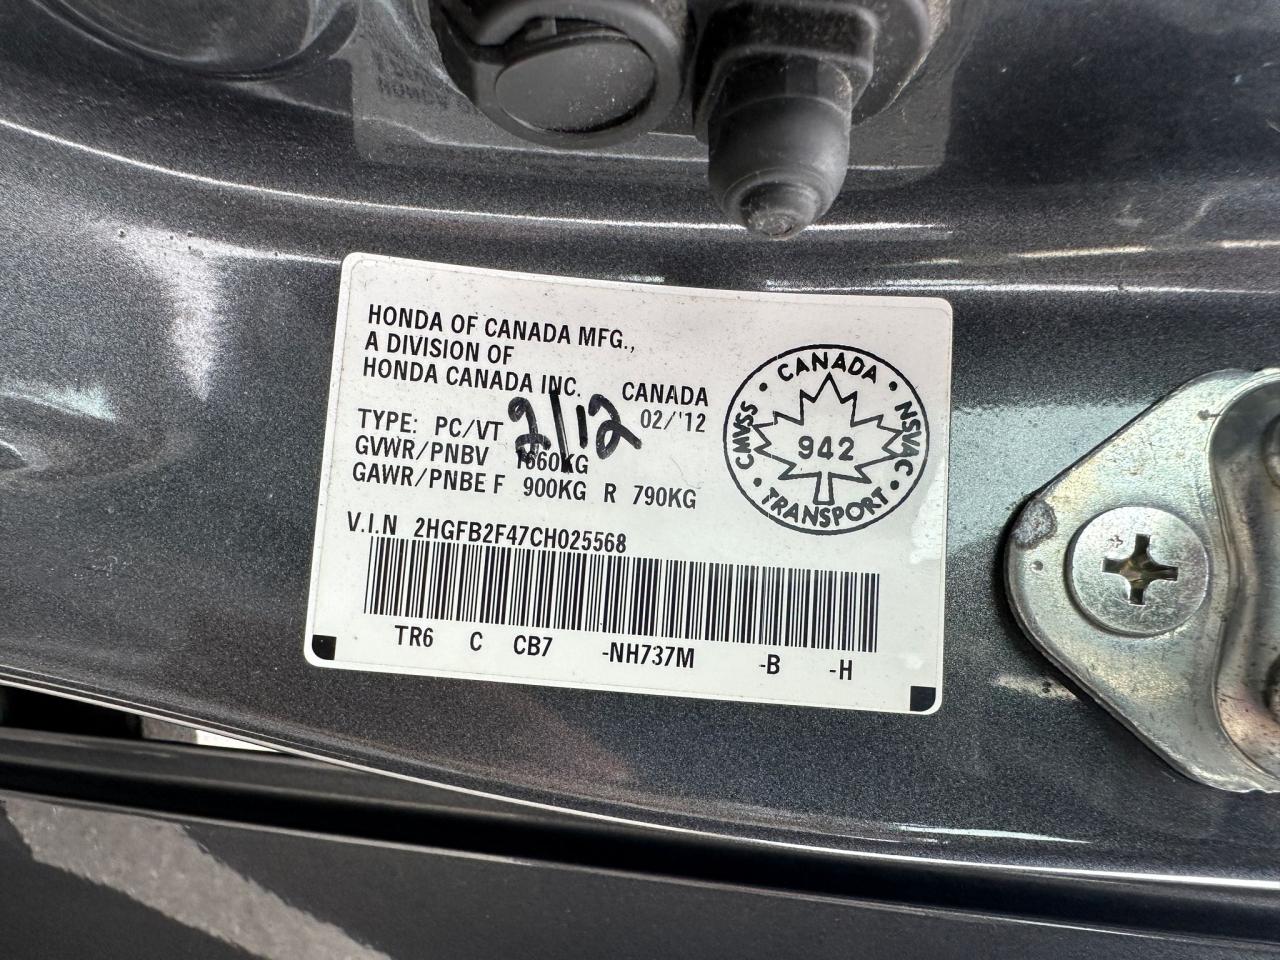 HONDA OF CANADA MFG.,
A DIVISION OF
HONDA CANADA INC. CANADA
02/'12
TYPE: PC/VT
2/12
GVWR/PNBV 1660KG
GAWR/PNBE F 900KG R 790KG
V.I.N 2HGFB2F47CH025568
TR6 C CB7 -NH737M -B -H
CANADA
CMVSS
942
NSVAC
TRANSPORT